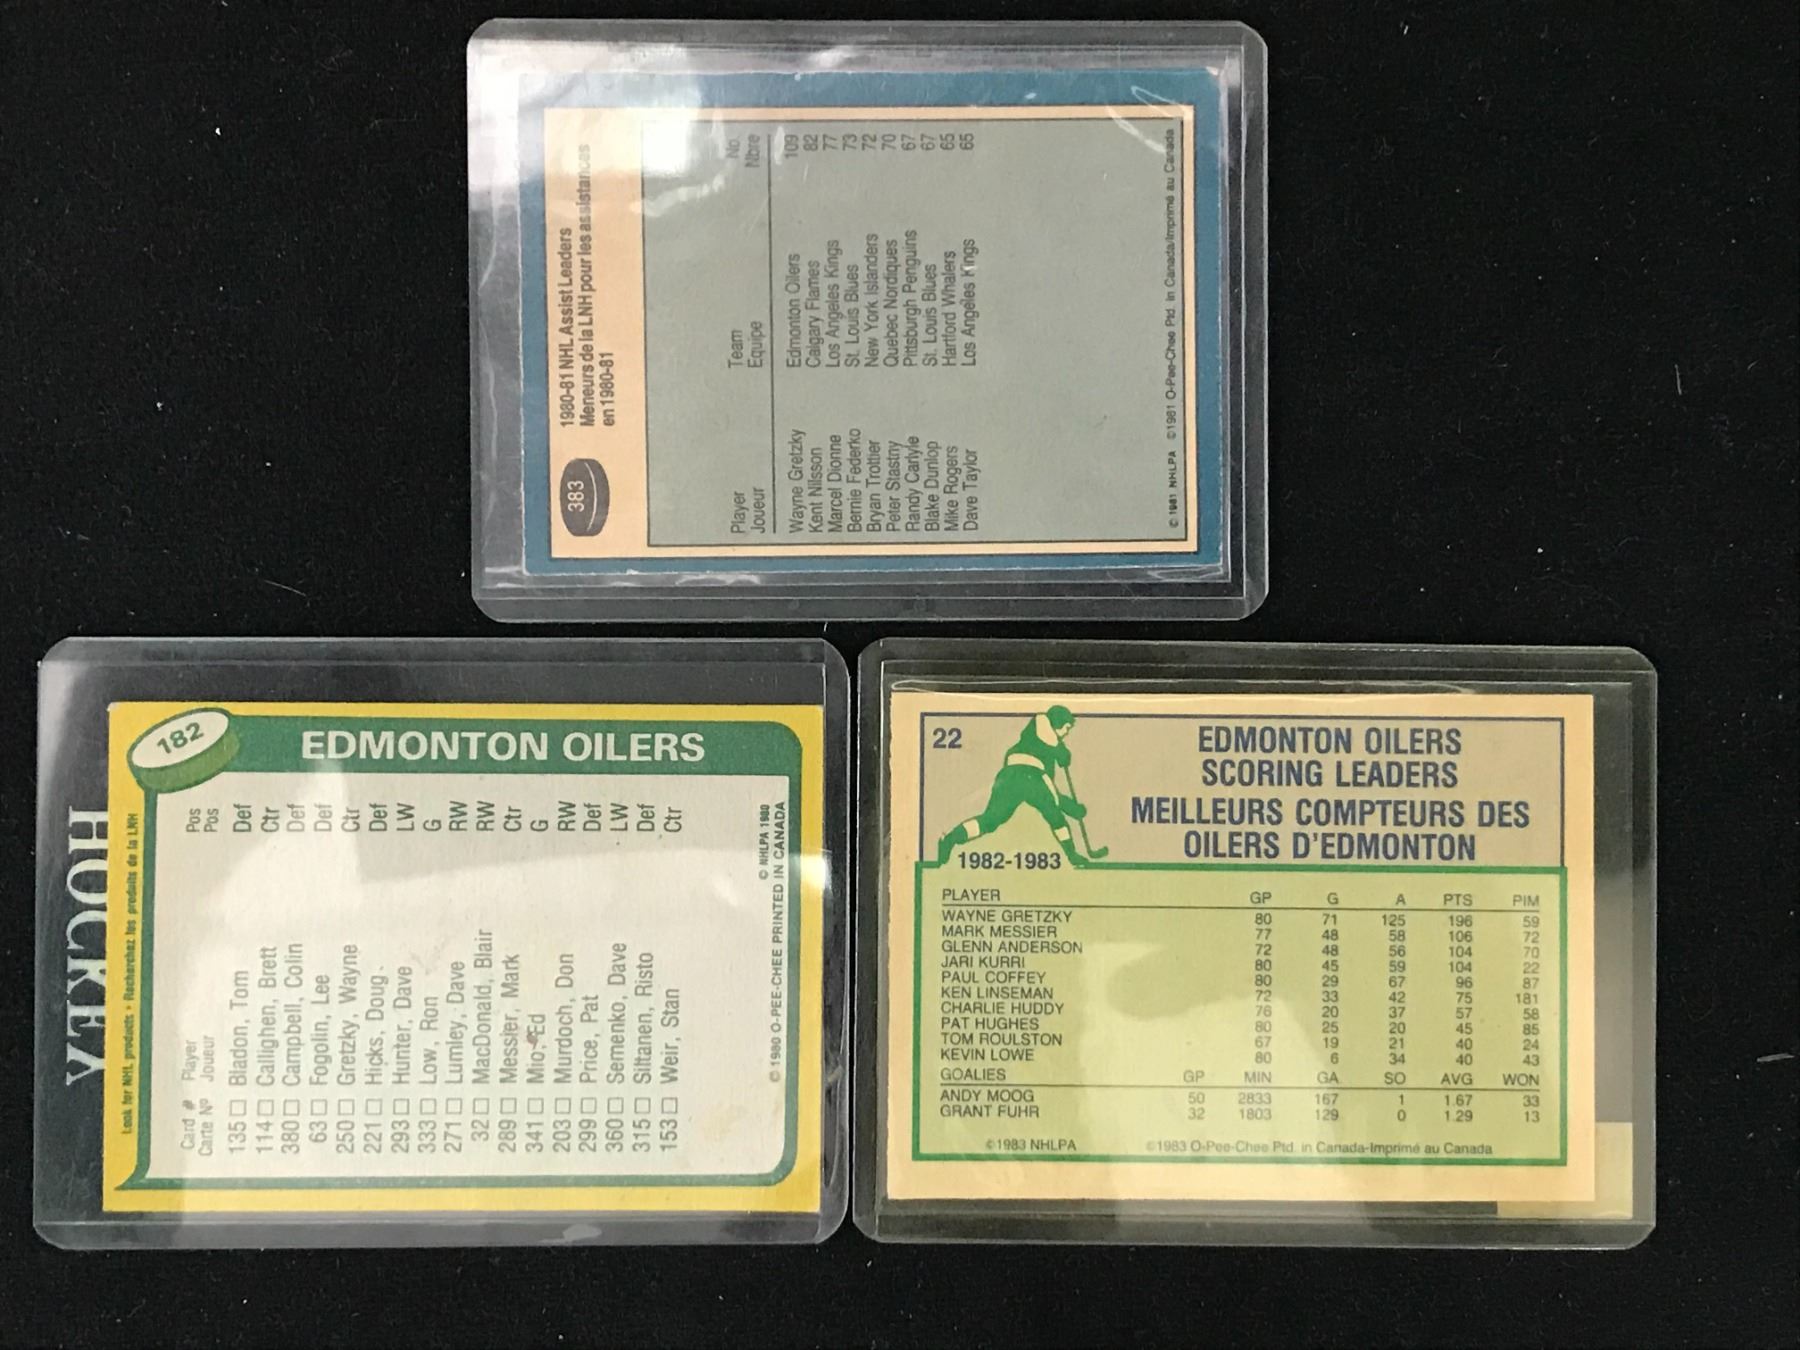 383
1980-81 NHL Assist Leaders
Meneurs de la LNH pour les assistances
en 1980-81
Player Team No.
Joueur Equipe Nbre
Wayne Gretzky Edmonton Oilers 109
Kent Nilsson Calgary Flames 82
Marcel Dionne Los Angeles Kings 77
Bernie Federko St. Louis Blues 73
Bryan Trottier New York Islanders 72
Peter Stastny Quebec Nordiques 70
Randy Carlyle Pittsburgh Penguins 67
Blake Dunlop St. Louis Blues 67
Mike Rogers Hartford Whalers 65
Dave Taylor Los Angeles Kings 65
© 1981 NHLPA © 1981 O-Pee-Chee Ptd. in Canada/Imprimé au Canada
HOCKEY
Look for NHL products • Recherchez les produits de la LNH
182
EDMONTON OILERS
Card # Player Pos
Carte Nº Joueur Pos
135 Bladon, Tom Def
114 Callighen, Brett Ctr
380 Campbell, Colin Def
63 Fogolin, Lee Def
250 Gretzky, Wayne Ctr
221 Hicks, Doug Def
293 Hunter, Dave LW
333 Low, Ron G
271 Lumley, Dave RW
32 MacDonald, Blair RW
289 Messier, Mark Ctr
341 Mio, Ed G
203 Murdoch, Don RW
299 Price, Pat Def
360 Semenko, Dave LW
315 Siltanen, Risto Def
153 Weir, Stan Ctr
© NHLPA 1980
© 1980 O-PEE-CHEE PRINTED IN CANADA
22
EDMONTON OILERS
SCORING LEADERS
MEILLEURS COMPTEURS DES
OILERS D'EDMONTON
1982-1983
PLAYER GP G A PTS PIM
WAYNE GRETZKY 80 71 125 196 59
MARK MESSIER 77 48 58 106 72
GLENN ANDERSON 72 48 56 104 70
JARI KURRI 80 45 59 104 22
PAUL COFFEY 80 29 67 96 87
KEN LINSEMAN 72 33 42 75 181
CHARLIE HUDDY 76 20 37 57 58
PAT HUGHES 80 25 20 45 85
TOM ROULSTON 67 19 21 40 24
KEVIN LOWE 80 6 34 40 43
GOALIES GP MIN GA SO AVG WON
ANDY MOOG 50 2833 167 1 1.67 33
GRANT FUHR 32 1803 129 0 1.29 13
©1983 NHLPA ©1983 O-Pee-Chee Ptd. in Canada-Imprimé au Canada